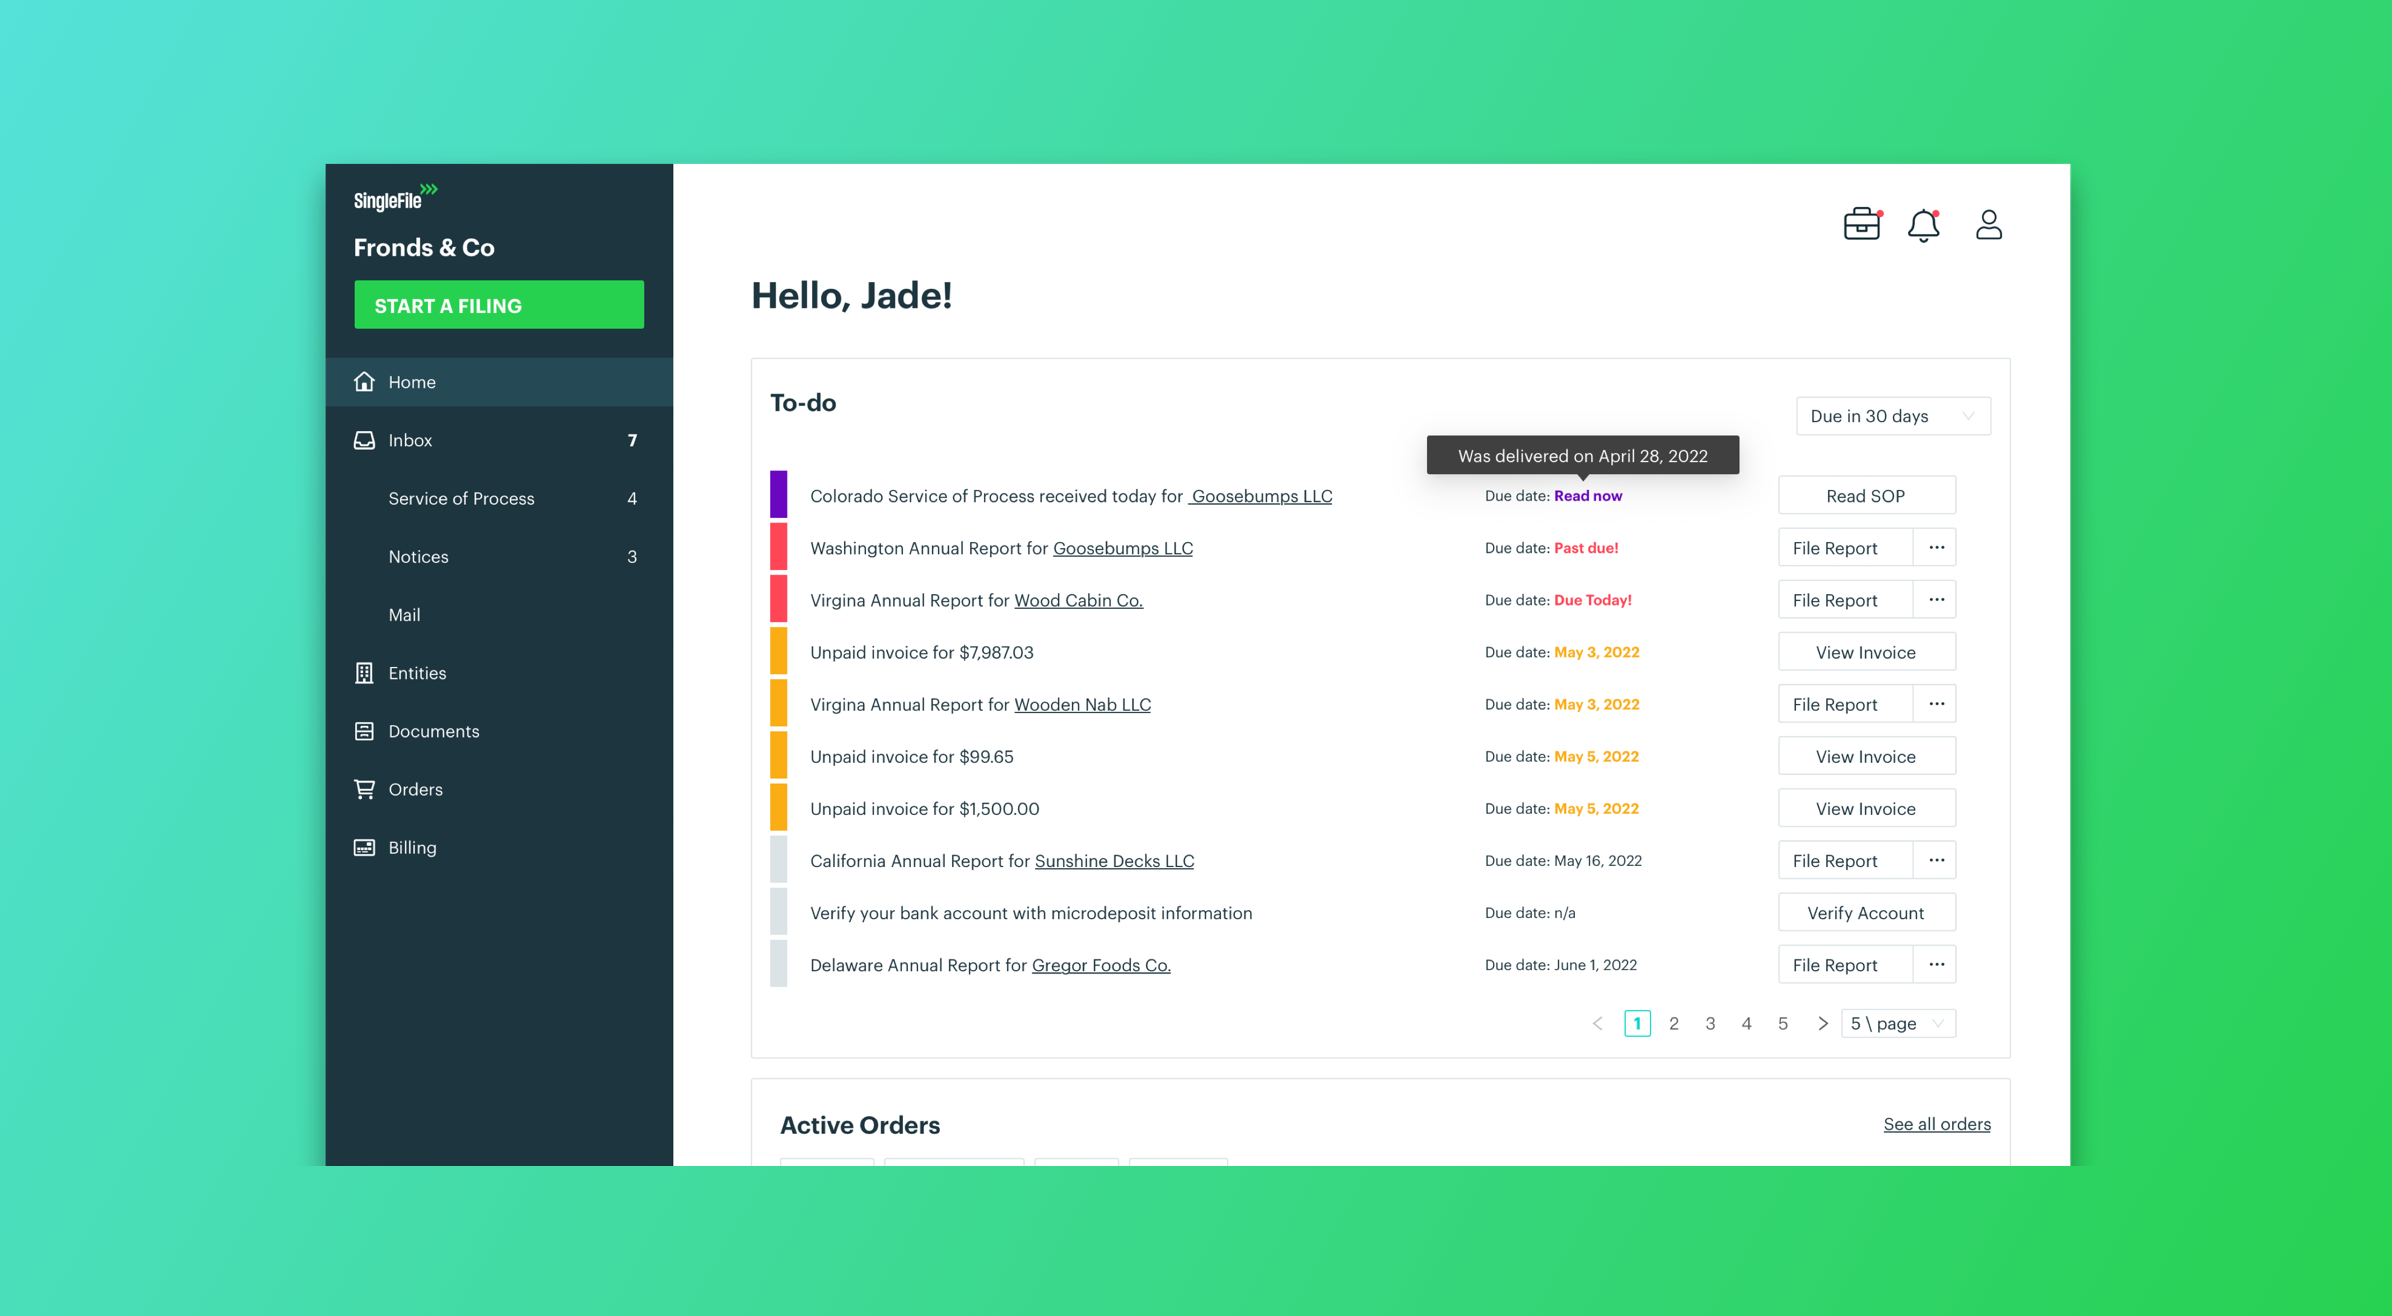 SingleFile
Fronds & Co
START A FILING
Home
Inbox 7
Service of Process 4
Notices 3
Mail
Entities
Documents
Orders
Billing
Hello, Jade!
To-do
Due in 30 days
Was delivered on April 28, 2022
Colorado Service of Process received today for Goosebumps LLC Due date: Read now Read SOP
Washington Annual Report for Goosebumps LLC Due date: Past due! File Report ...
Virgina Annual Report for Wood Cabin Co. Due date: Due Today! File Report ...
Unpaid invoice for $7,987.03 Due date: May 3, 2022 View Invoice
Virgina Annual Report for Wooden Nab LLC Due date: May 3, 2022 File Report ...
Unpaid invoice for $99.65 Due date: May 5, 2022 View Invoice
Unpaid invoice for $1,500.00 Due date: May 5, 2022 View Invoice
California Annual Report for Sunshine Decks LLC Due date: May 16, 2022 File Report ...
Verify your bank account with microdeposit information Due date: n/a Verify Account
Delaware Annual Report for Gregor Foods Co. Due date: June 1, 2022 File Report ...
< 1 2 3 4 5 > 5 \ page
Active Orders See all orders